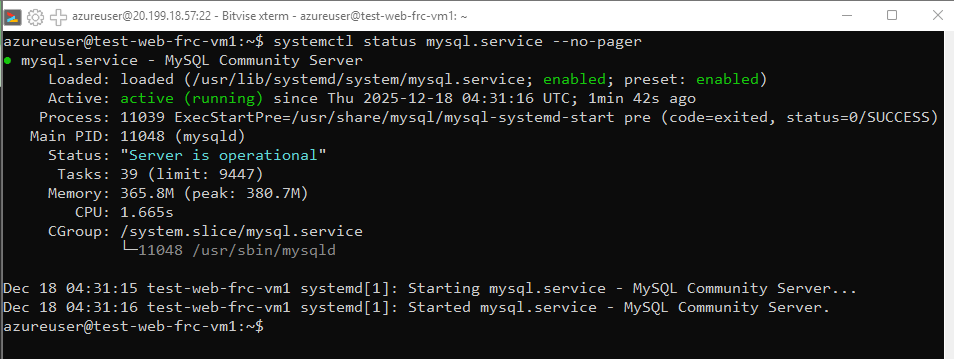 azureuser@20.199.18.57:22 - Bitvise xterm - azureuser@test-web-frc-vm1: ~
azureuser@test-web-frc-vm1:~$ systemctl status mysql.service --no-pager
● mysql.service - MySQL Community Server
     Loaded: loaded (/usr/lib/systemd/system/mysql.service; enabled; preset: enabled)
     Active: active (running) since Thu 2025-12-18 04:31:16 UTC; 1min 42s ago
    Process: 11039 ExecStartPre=/usr/share/mysql/mysql-systemd-start pre (code=exited, status=0/SUCCESS)
   Main PID: 11048 (mysqld)
     Status: "Server is operational"
      Tasks: 39 (limit: 9447)
     Memory: 365.8M (peak: 380.7M)
        CPU: 1.665s
     CGroup: /system.slice/mysql.service
             └─11048 /usr/sbin/mysqld
Dec 18 04:31:15 test-web-frc-vm1 systemd[1]: Starting mysql.service - MySQL Community Server...
Dec 18 04:31:16 test-web-frc-vm1 systemd[1]: Started mysql.service - MySQL Community Server.
azureuser@test-web-frc-vm1:~$